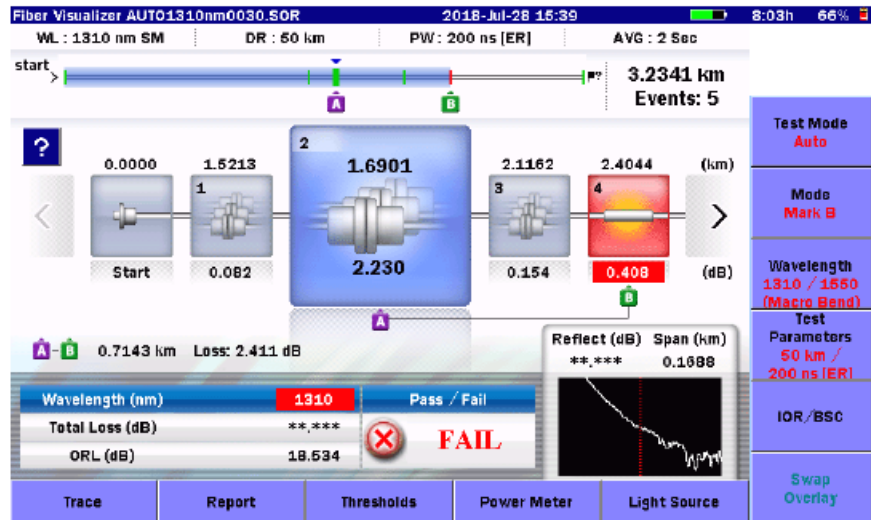 Fiber Visualizer AUTO1310nm0030.SOR 2018-Jul-28 15:39 8:03h 66%
WL : 1310 nm SM DR : 50 km PW : 200 ns [ER] AVG : 2 Sec
start
3.2341 km
Events: 5
A B
?
0.0000 1.5213 1.6901 2.1162 2.4044 (km)
1 2 3 4
Start 0.082 2.230 0.154 0.408 (dB)
B
A
A-B 0.7143 km Loss: 2.411 dB
Reflect (dB) Span (km)
**.*** 0.1688
Wavelength (nm) 1310 Pass / Fail
Total Loss (dB) **.***
FAIL
ORL (dB) 18.534
Trace Report Thresholds Power Meter Light Source
Test Mode
Auto
Mode
Mark B
Wavelength
1310 / 1550
(Macro Bend)
Test
Parameters
50 km /
200 ns [ER]
IOR/BSC
Swap
Overlay